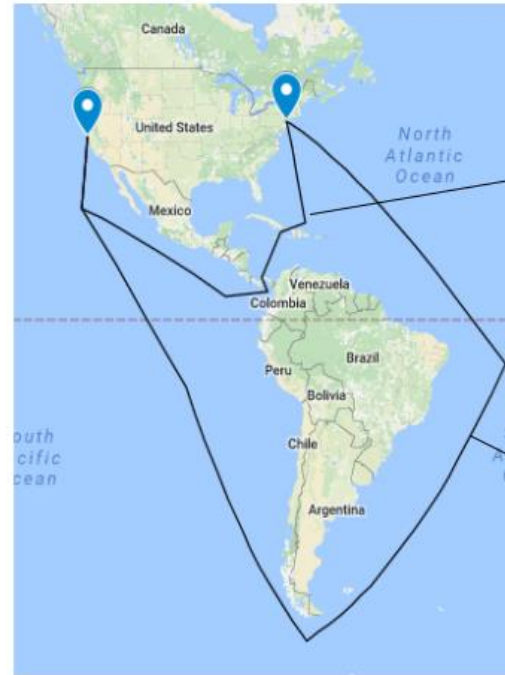 Canada
United States
North
Atlantic
Ocean
Mexico
Venezuela
Colombia
Brazil
Peru
Bolivia
outh
cific
cean
Chile
Argentina